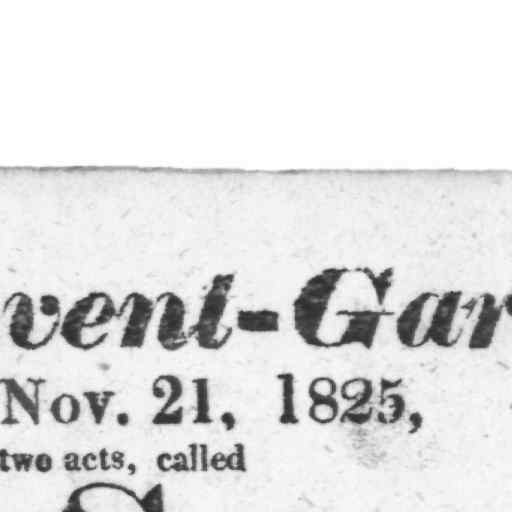 vent-Gar
Nov. 21, 1825,
two acts, called